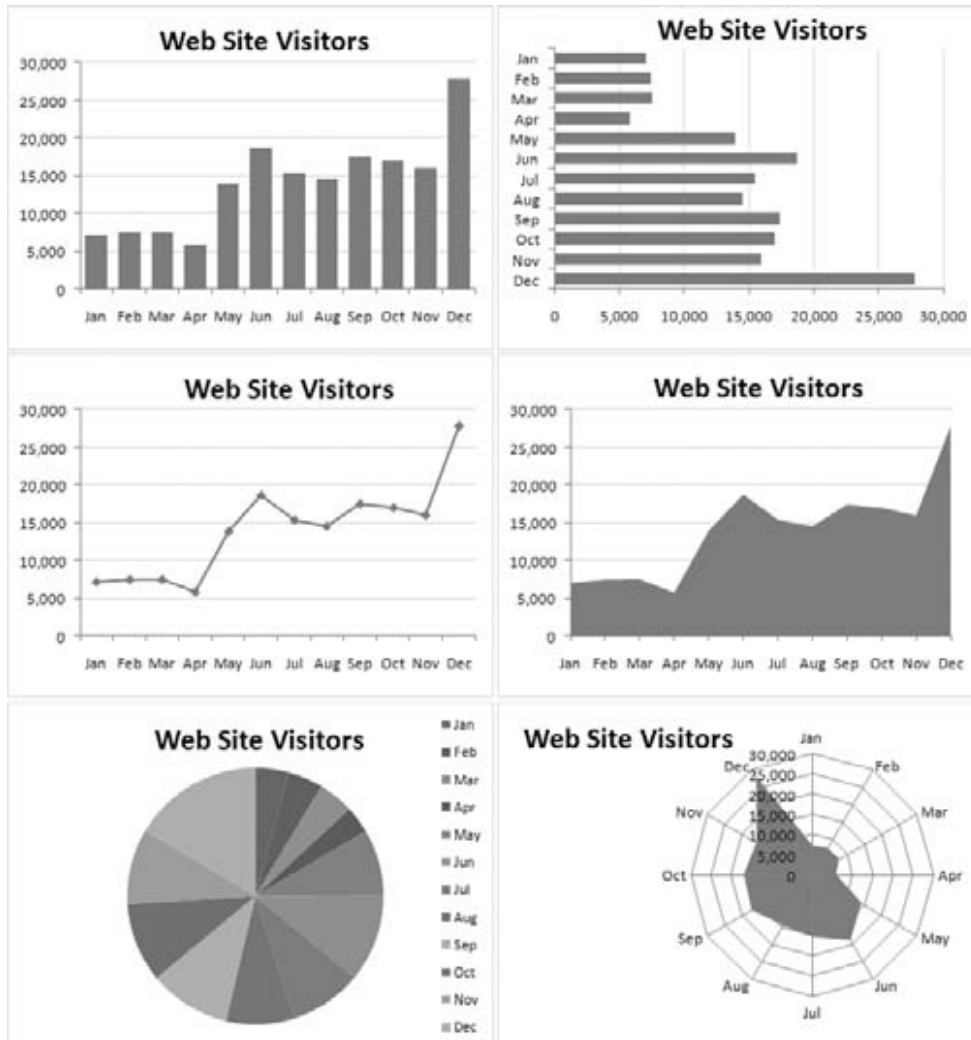 Web Site Visitors
30,000
25,000
20,000
15,000
10,000
5,000
0
Jan Feb Mar Apr May Jun Jul Aug Sep Oct Nov Dec
Web Site Visitors
Jan
Feb
Mar
Apr
May
Jun
Jul
Aug
Sep
Oct
Nov
Dec
0 5,000 10,000 15,000 20,000 25,000 30,000
Web Site Visitors
30,000
25,000
20,000
15,000
10,000
5,000
0
Jan Feb Mar Apr May Jun Jul Aug Sep Oct Nov Dec
Web Site Visitors
30,000
25,000
20,000
15,000
10,000
5,000
0
Jan Feb Mar Apr May Jun Jul Aug Sep Oct Nov Dec
Web Site Visitors
Jan
Feb
Mar
Apr
May
Jun
Jul
Aug
Sep
Oct
Nov
Dec
Web Site Visitors
Jan
Feb
Mar
Apr
May
Jun
Jul
Aug
Sep
Oct
Nov
Dec
30,000
25,000
20,000
15,000
10,000
5,000
0